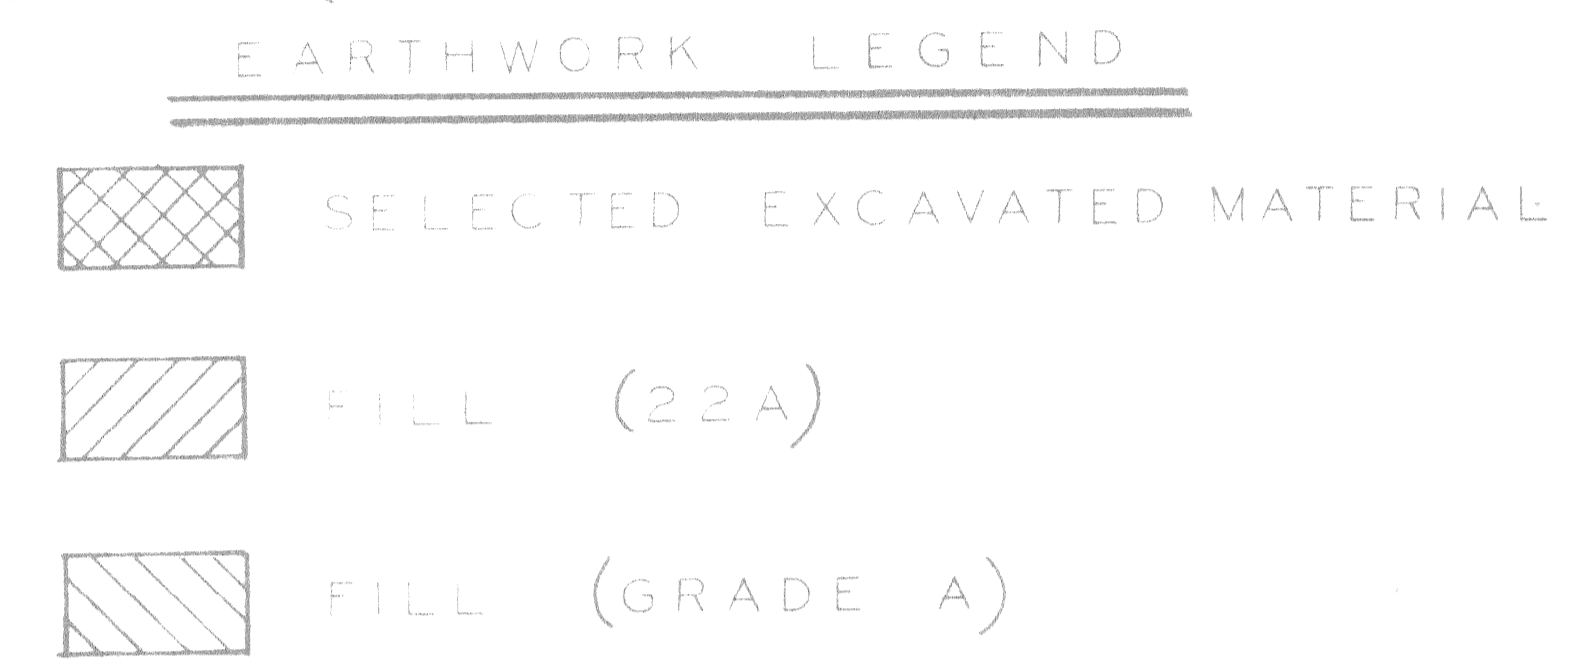 EARTHWORK LEGEND
SELECTED EXCAVATED MATERIAL
FILL (22A)
FILL (GRADE A)